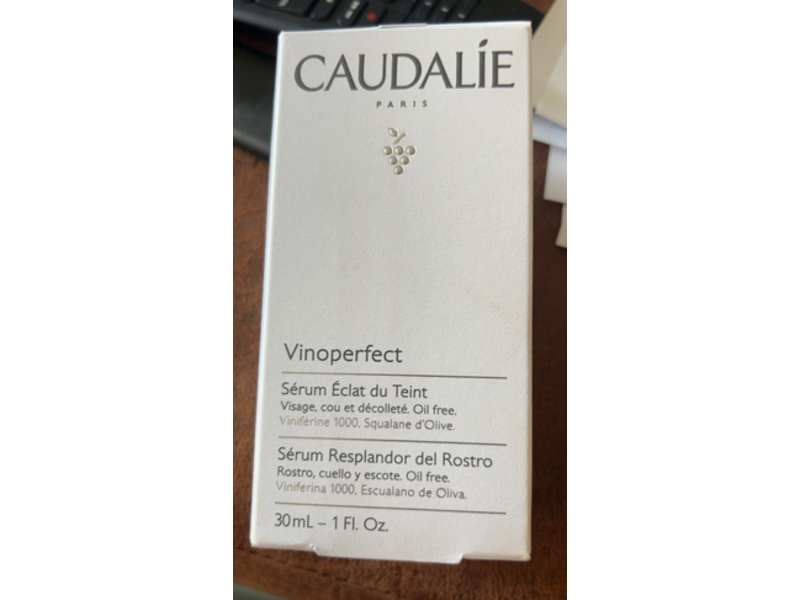 CAUDALÍE
PARIS
Vinoperfect
Sérum Éclat du Teint
Visage, cou et décolleté. Oil free.
Viniférine 1000, Squalane d'Olive.
Sérum Resplandor del Rostro
Rostro, cuello y escote. Oil free.
Viniferina 1000, Escualano de Oliva.
30mL – 1 Fl. Oz.